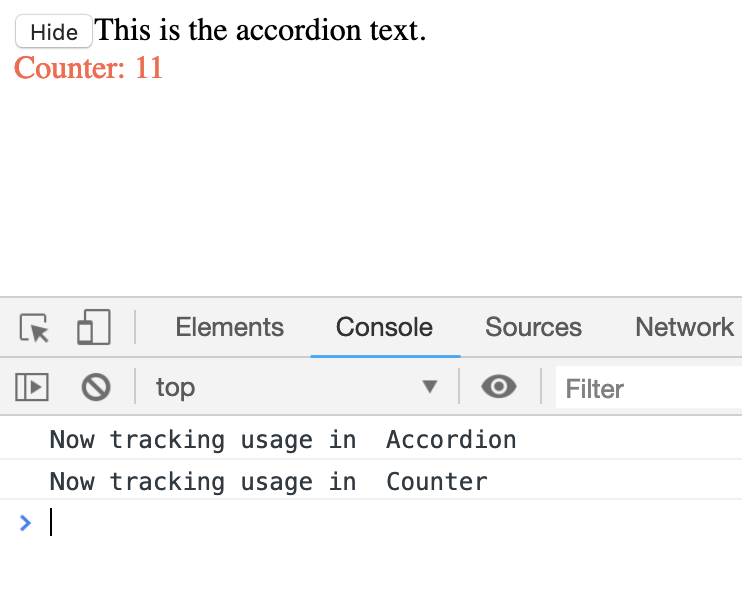 Hide This is the accordion text.
Counter: 11
Elements Console Sources Network
top Filter
Now tracking usage in  Accordion
Now tracking usage in  Counter